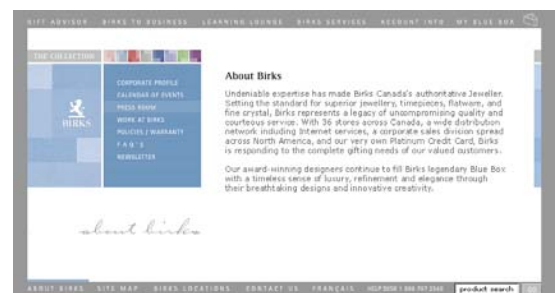 GIFT ADVISOR BIRKS TO BUSINESS LEARNING LOUNGE BIRKS SERVICES ACCOUNT INFO MY BLUE BOX
THE COLLECTION
BIRKS
CORPORATE PROFILE
CALENDAR OF EVENTS
PRESS ROOM
WORK AT BIRKS
POLICIES / WARRANTY
F A Q ' S
NEWSLETTER
About Birks
Undeniable expertise has made Birks Canada's authoritative Jeweller.
Setting the standard for superior jewellery, timepieces, flatware, and
fine crystal, Birks represents a legacy of uncompromising quality and
courteous service. With 36 stores across Canada, a wide distribution
network including Internet services, a corporate sales division spread
across North America, and our very own Platinum Credit Card, Birks
is responding to the complete gifting needs of our valued customers.
Our award-winning designers continue to fill Birks legendary Blue Box
with a timeless sense of luxury, refinement and elegance through
their breathtaking designs and innovative creativity.
about birks
ABOUT BIRKS SITE MAP BIRKS LOCATIONS CONTACT US FRANÇAIS HELP DESK 1 800 797 2660 product search GO